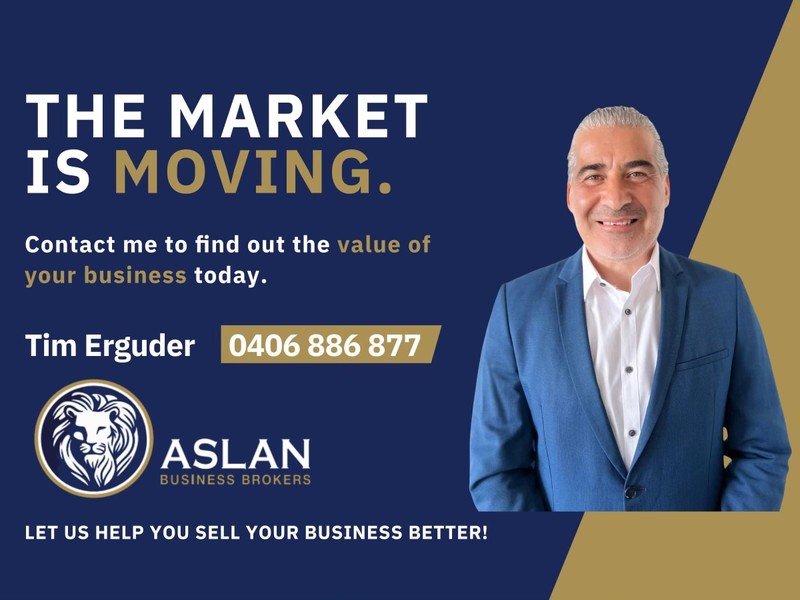 THE MARKET
IS MOVING.
Contact me to find out the value of
your business today.
Tim Erguder 0406 886 877
ASLAN
BUSINESS BROKERS
LET US HELP YOU SELL YOUR BUSINESS BETTER!